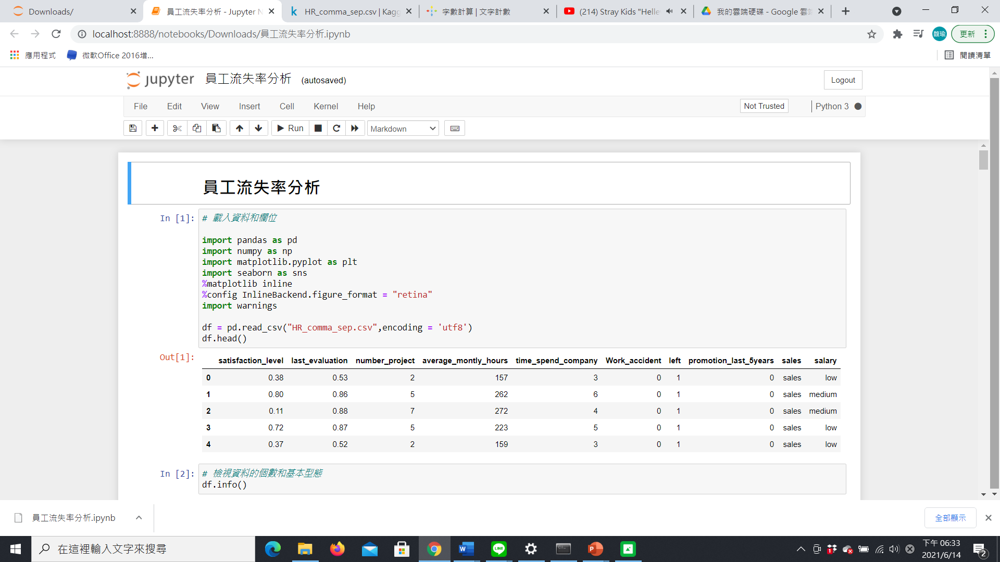 Downloads/
員工流失率分析 - Jupyter N
HR_comma_sep.csv | Kagg
字數計算 | 文字計數
(214) Stray Kids "Helle
我的雲端硬碟 - Google 雲端
localhost:8888/notebooks/Downloads/員工流失率分析.ipynb
馥瑜
更新
應用程式
微軟Office 2016增...
閱讀清單
jupyter 員工流失率分析 (autosaved)
Logout
File Edit View Insert Cell Kernel Help
Not Trusted
Python 3
Run
Markdown
員工流失率分析
In [1]: # 載入資料和欄位
import pandas as pd
import numpy as np
import matplotlib.pyplot as plt
import seaborn as sns
%matplotlib inline
%config InlineBackend.figure_format = "retina"
import warnings
df = pd.read_csv("HR_comma_sep.csv",encoding = 'utf8')
df.head()
Out[1]:
satisfaction_level last_evaluation number_project average_montly_hours time_spend_company Work_accident left promotion_last_5years sales salary
0 0.38 0.53 2 157 3 0 1 0 sales low
1 0.80 0.86 5 262 6 0 1 0 sales medium
2 0.11 0.88 7 272 4 0 1 0 sales medium
3 0.72 0.87 5 223 5 0 1 0 sales low
4 0.37 0.52 2 159 3 0 1 0 sales low
In [2]: # 檢視資料的個數和基本型態
df.info()
員工流失率分析.ipynb
全部顯示
在這裡輸入文字來搜尋
下午 06:33
2021/6/14
2